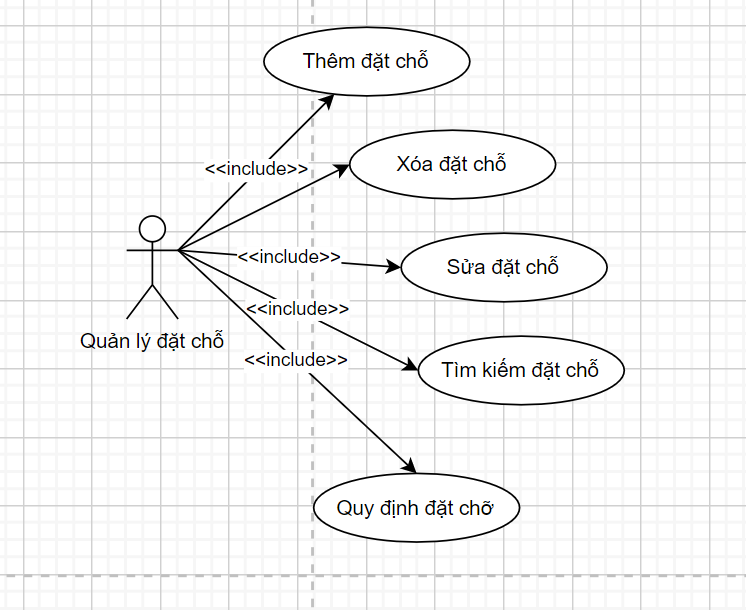 Thêm đặt chỗ
<<include>>
Xóa đặt chỗ
<<include>>
Sửa đặt chỗ
<<include>>
Quản lý đặt chỗ
<<include>>
Tìm kiếm đặt chỗ
Quy định đặt chỡ